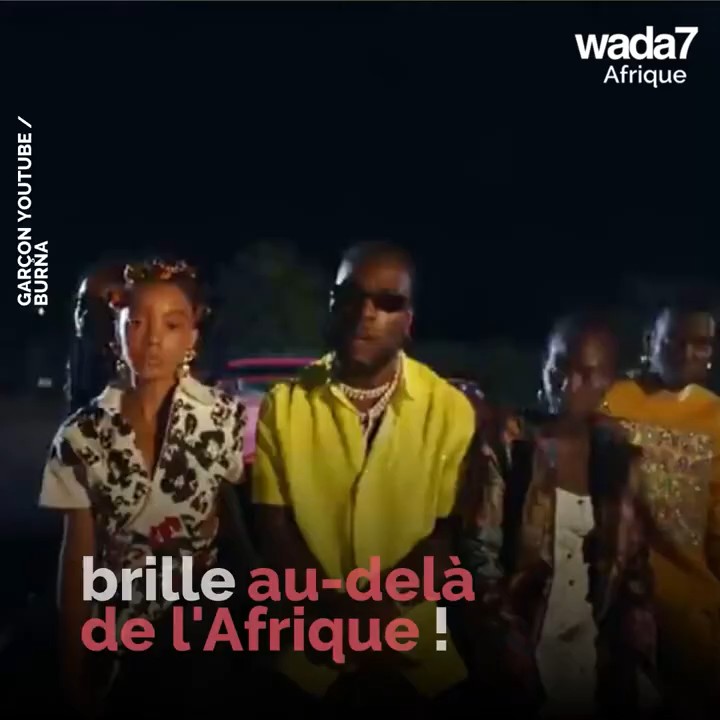 wada7
Afrique
GARÇON YOUTUBE /
BURNA
brille au-delà
de l'Afrique !